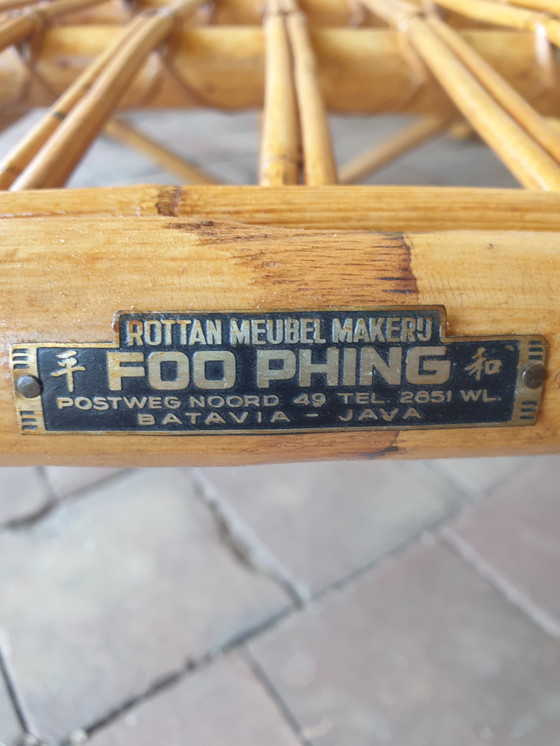 ROTTAN MEUBEL MAKERIJ
平 FOO PHING 和
POSTWEG NOORD 49 TEL. 2851 WL.
BATAVIA - JAVA